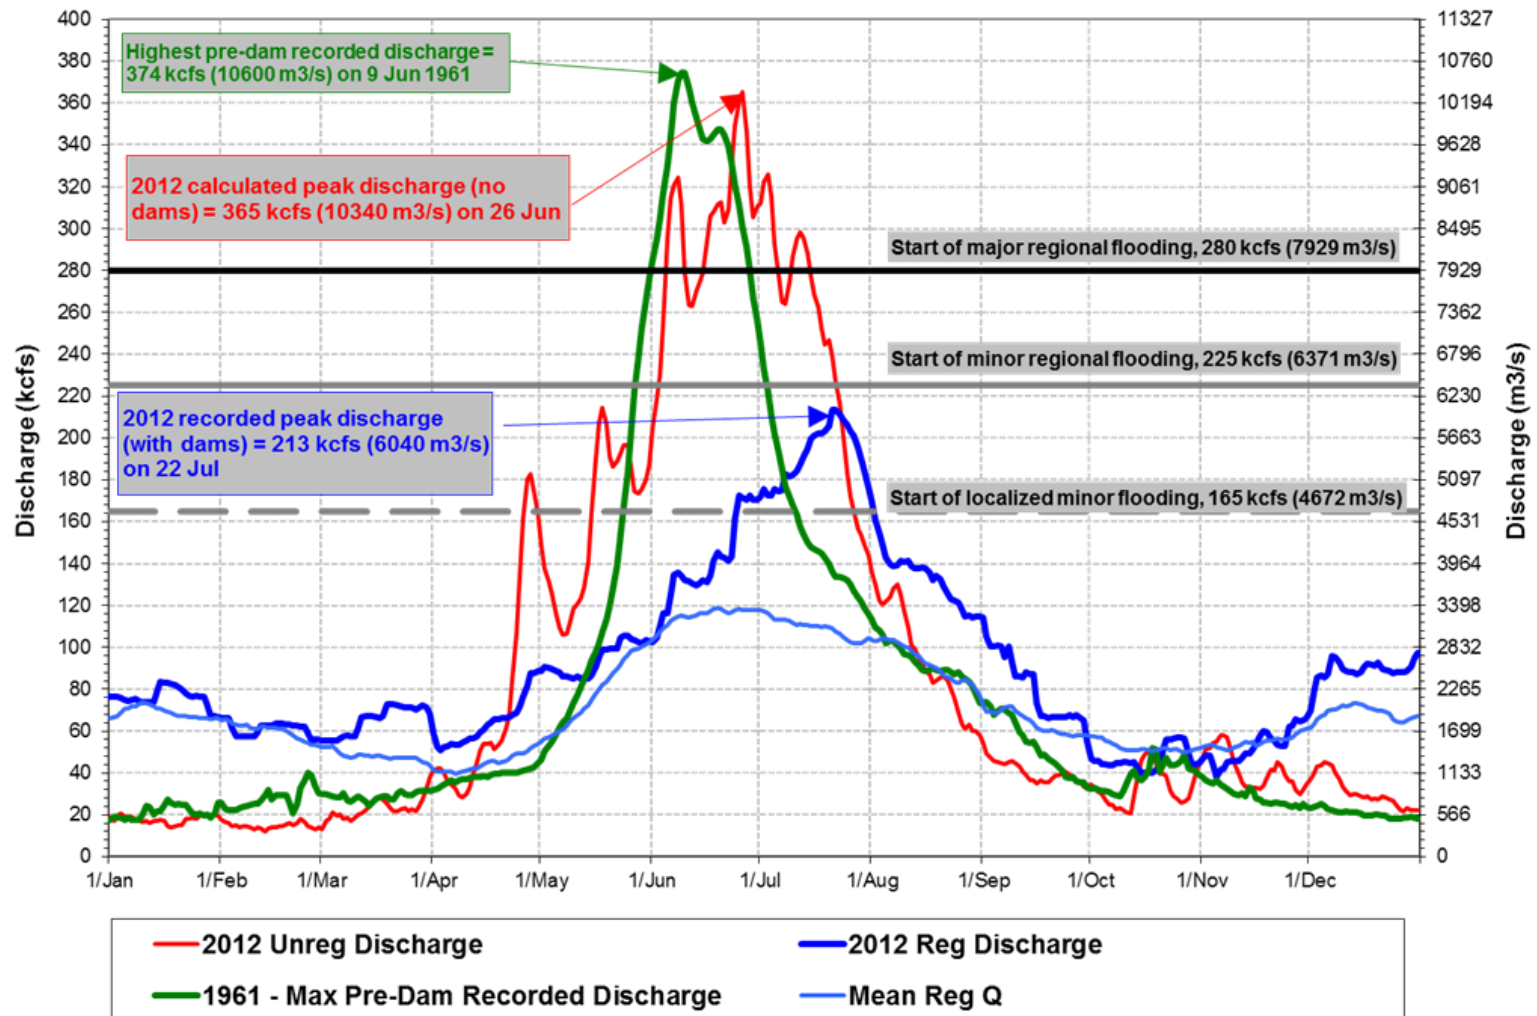 Highest pre-dam recorded discharge=
374 kcfs (10600 m3/s) on 9 Jun 1961
2012 calculated peak discharge (no
dams) = 365 kcfs (10340 m3/s) on 26 Jun
Start of major regional flooding, 280 kcfs (7929 m3/s)
Start of minor regional flooding, 225 kcfs (6371 m3/s)
2012 recorded peak discharge
(with dams) = 213 kcfs (6040 m3/s)
on 22 Jul
Start of localized minor flooding, 165 kcfs (4672 m3/s)
Discharge (kcfs)
400
380
360
340
320
300
280
260
240
220
200
180
160
140
120
100
80
60
40
20
0
11327
10760
10194
9628
9061
8495
7929
7362
6796
6230
5663
5097
4531
3964
3398
2832
2265
1699
1133
566
0
Discharge (m3/s)
1/Jan 1/Feb 1/Mar 1/Apr 1/May 1/Jun 1/Jul 1/Aug 1/Sep 1/Oct 1/Nov 1/Dec
2012 Unreg Discharge
2012 Reg Discharge
1961 - Max Pre-Dam Recorded Discharge
Mean Reg Q